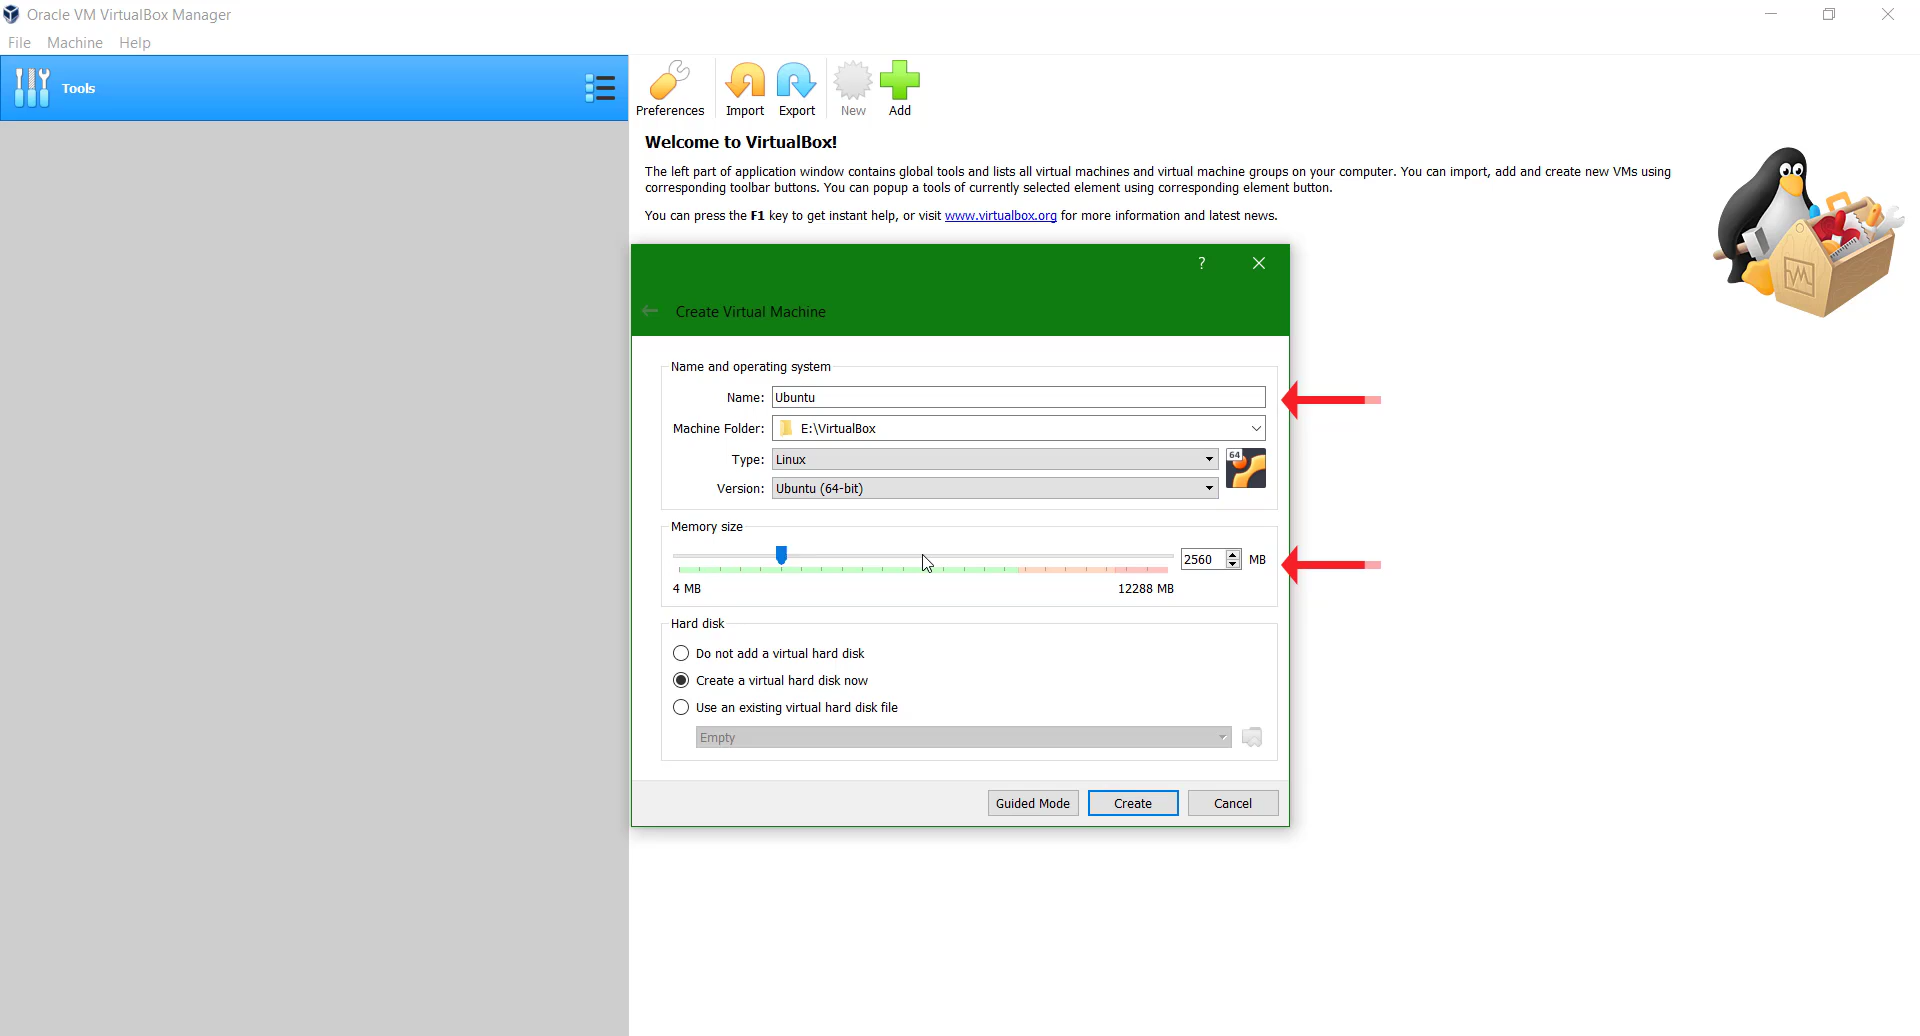 Oracle VM VirtualBox Manager
File Machine Help
Tools
Preferences Import Export New Add
Welcome to VirtualBox!
The left part of application window contains global tools and lists all virtual machines and virtual machine groups on your computer. You can import, add and create new VMs using
corresponding toolbar buttons. You can popup a tools of currently selected element using corresponding element button.
You can press the F1 key to get instant help, or visit www.virtualbox.org for more information and latest news.
?
Create Virtual Machine
Name and operating system
Name: Ubuntu
Machine Folder: E:\VirtualBox
Type: Linux
64
Version: Ubuntu (64-bit)
Memory size
2560 MB
4 MB 12288 MB
Hard disk
Do not add a virtual hard disk
Create a virtual hard disk now
Use an existing virtual hard disk file
Empty
Guided Mode Create Cancel